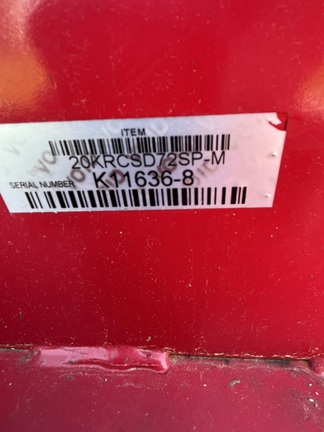 ITEM
20KRCSD72SP-M
SERIAL NUMBER K11636-8